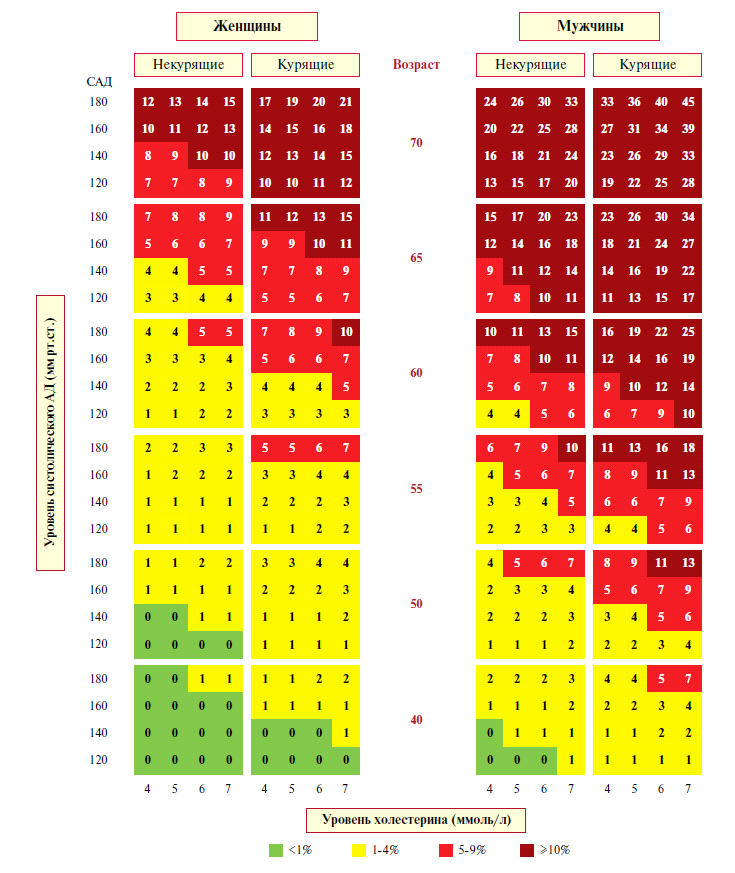 Женщины Мужчины
Некурящие Курящие Возраст Некурящие Курящие
САД
180 12 13 14 15 17 19 20 21 24 26 30 33 33 36 40 45
160 10 11 12 13 14 15 16 18 20 22 25 28 27 31 34 39
70
140 8 9 10 10 12 13 14 15 16 18 21 24 23 26 29 33
120 7 7 8 9 10 10 11 12 13 15 17 20 19 22 25 28
180 7 8 8 9 11 12 13 15 15 17 20 23 23 26 30 34
160 5 6 6 7 9 9 10 11 12 14 16 18 18 21 24 27
65
140 4 4 5 5 7 7 8 9 9 11 12 14 14 16 19 22
120 3 3 4 4 5 5 6 7 7 8 10 11 11 13 15 17
180 4 4 5 5 7 8 9 10 10 11 13 15 16 19 22 25
160 3 3 3 4 5 6 6 7 7 8 10 11 12 14 16 19
60
140 2 2 2 3 4 4 4 5 5 6 7 8 9 10 12 14
120 1 1 2 2 3 3 3 3 4 4 5 6 6 7 9 10
180 2 2 3 3 5 5 6 7 6 7 9 10 11 13 16 18
160 1 2 2 2 3 3 4 4 4 5 6 7 8 9 11 13
55
140 1 1 1 1 2 2 2 3 3 3 4 5 6 6 7 9
120 1 1 1 1 1 1 2 2 2 2 3 3 4 4 5 6
180 1 1 2 2 3 3 4 4 4 5 6 7 8 9 11 13
160 1 1 1 1 2 2 2 3 2 3 3 4 5 6 7 9
50
140 0 0 1 1 1 1 1 2 2 2 2 3 3 4 5 6
120 0 0 0 0 1 1 1 1 1 1 1 2 2 2 3 4
180 0 0 1 1 1 1 2 2 2 2 2 3 4 4 5 7
160 0 0 0 0 1 1 1 1 1 1 1 2 2 2 3 4
40
140 0 0 0 0 0 0 0 1 0 1 1 1 1 1 2 2
120 0 0 0 0 0 0 0 0 0 0 0 1 1 1 1 1
4 5 6 7 4 5 6 7 4 5 6 7 4 5 6 7
Уровень систолического АД (мм рт.ст.)
Уровень холестерина (ммоль/л)
<1% 1-4% 5-9% ⩾10%